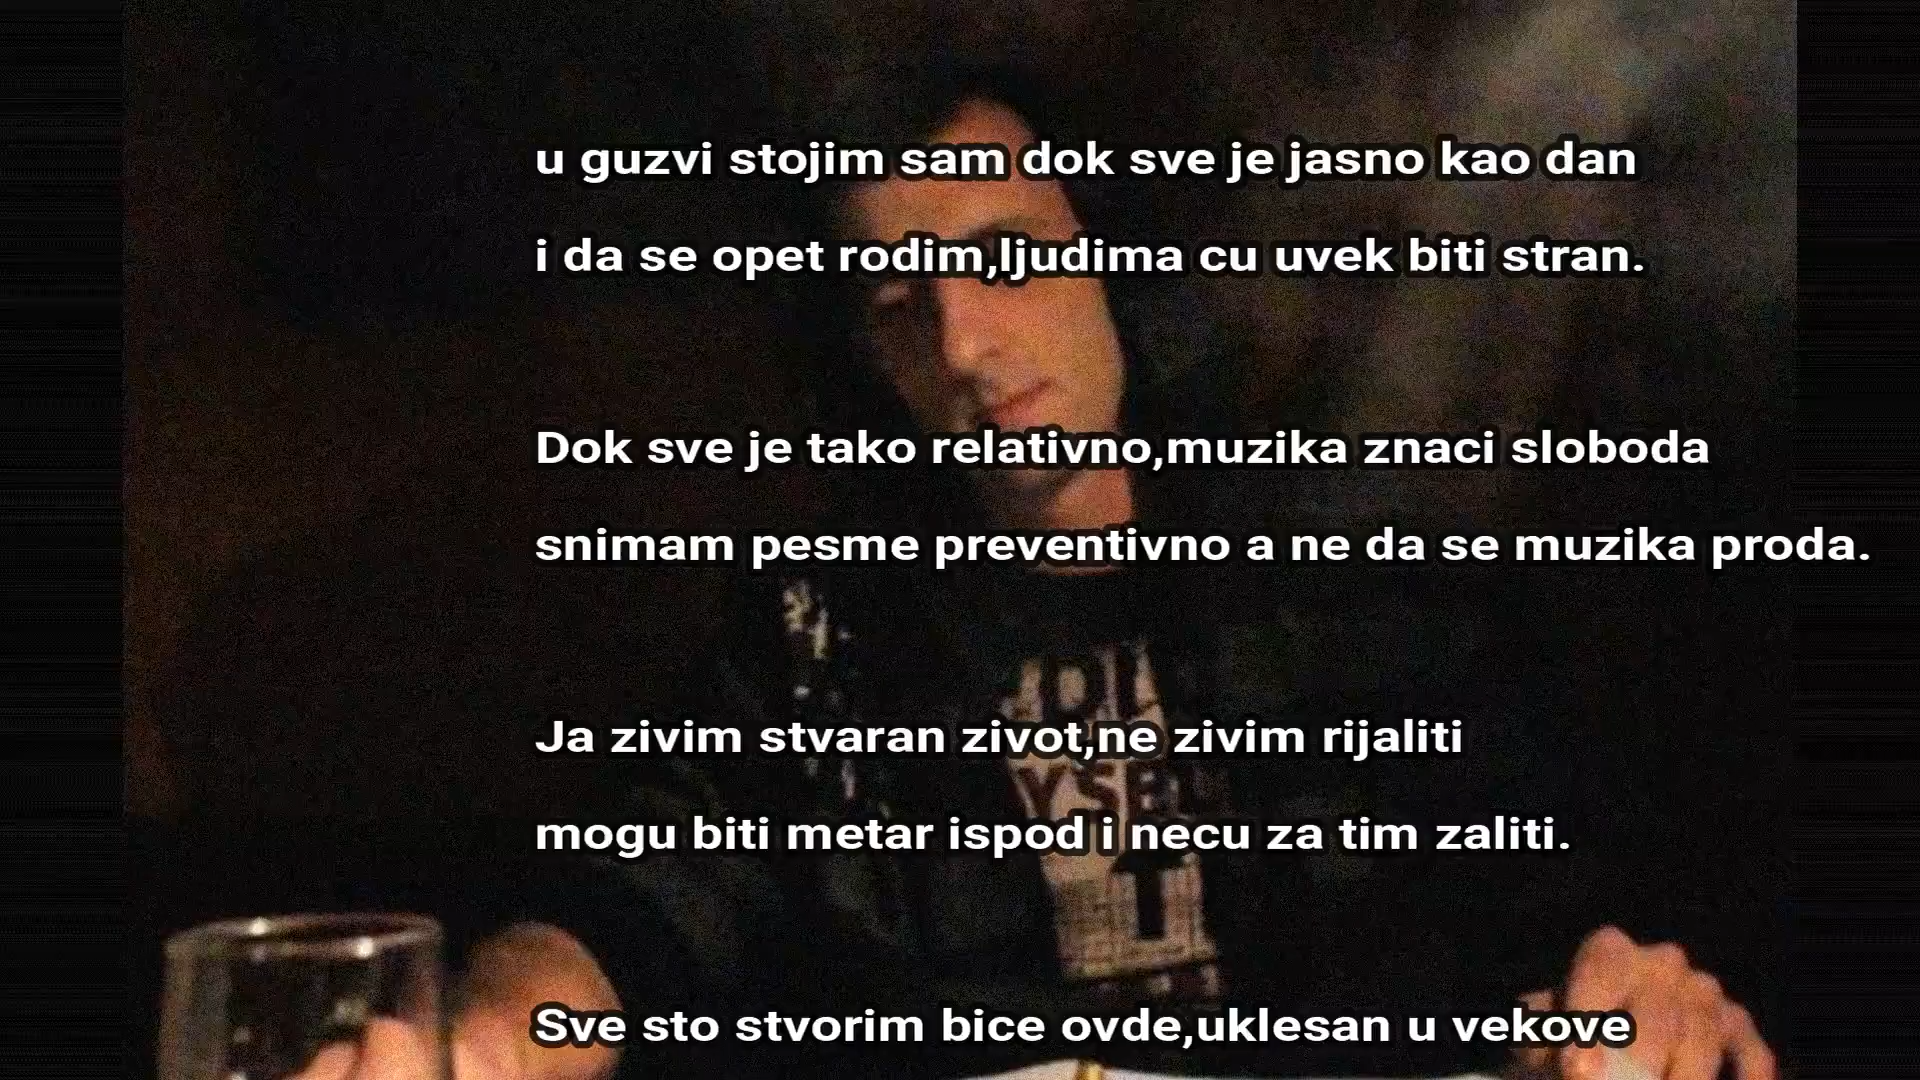 u guzvi stojim sam dok sve je jasno kao dan
i da se opet rodim,ljudima cu uvek biti stran.
Dok sve je tako relativno,muzika znaci sloboda
snimam pesme preventivno a ne da se muzika proda.
Ja zivim stvaran zivot,ne zivim rijaliti
mogu biti metar ispod i necu za tim zaliti.
Sve sto stvorim bice ovde,uklesan u vekove